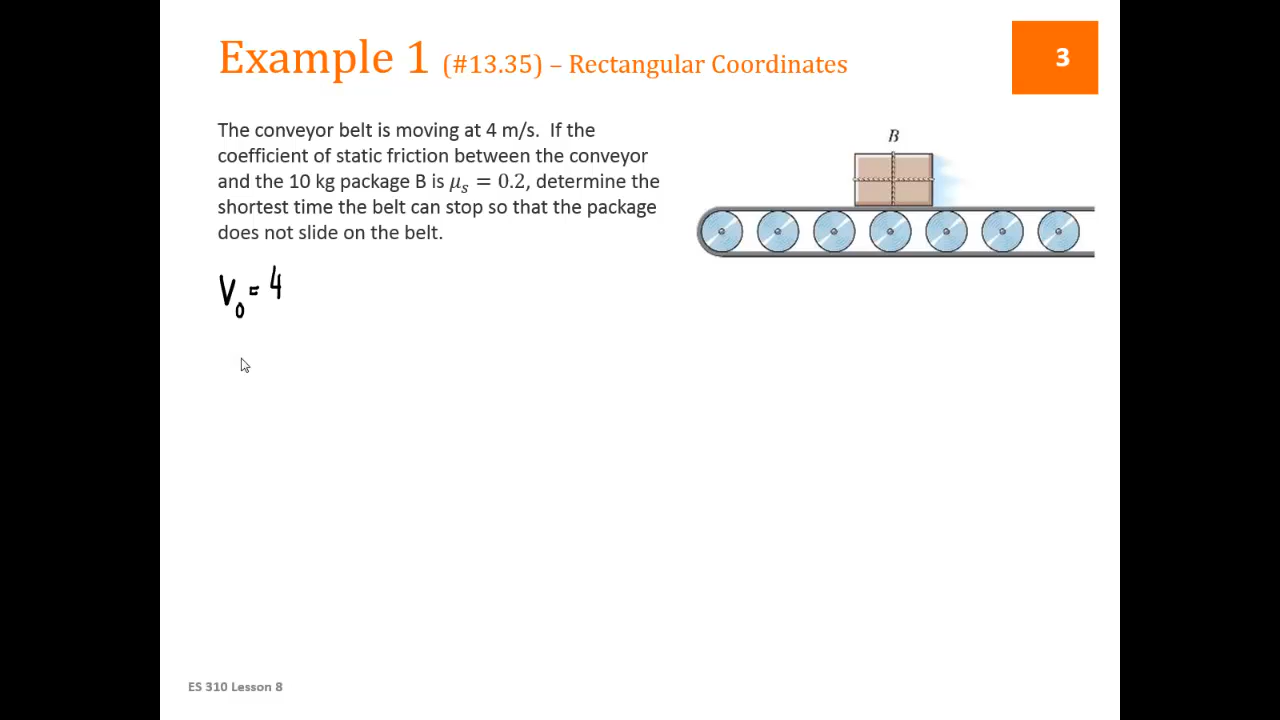 Example 1 (#13.35) – Rectangular Coordinates
3
The conveyor belt is moving at 4 m/s. If the
coefficient of static friction between the conveyor
and the 10 kg package B is μₛ = 0.2, determine the
shortest time the belt can stop so that the package
does not slide on the belt.
B
V₀ = 4
ES 310 Lesson 8